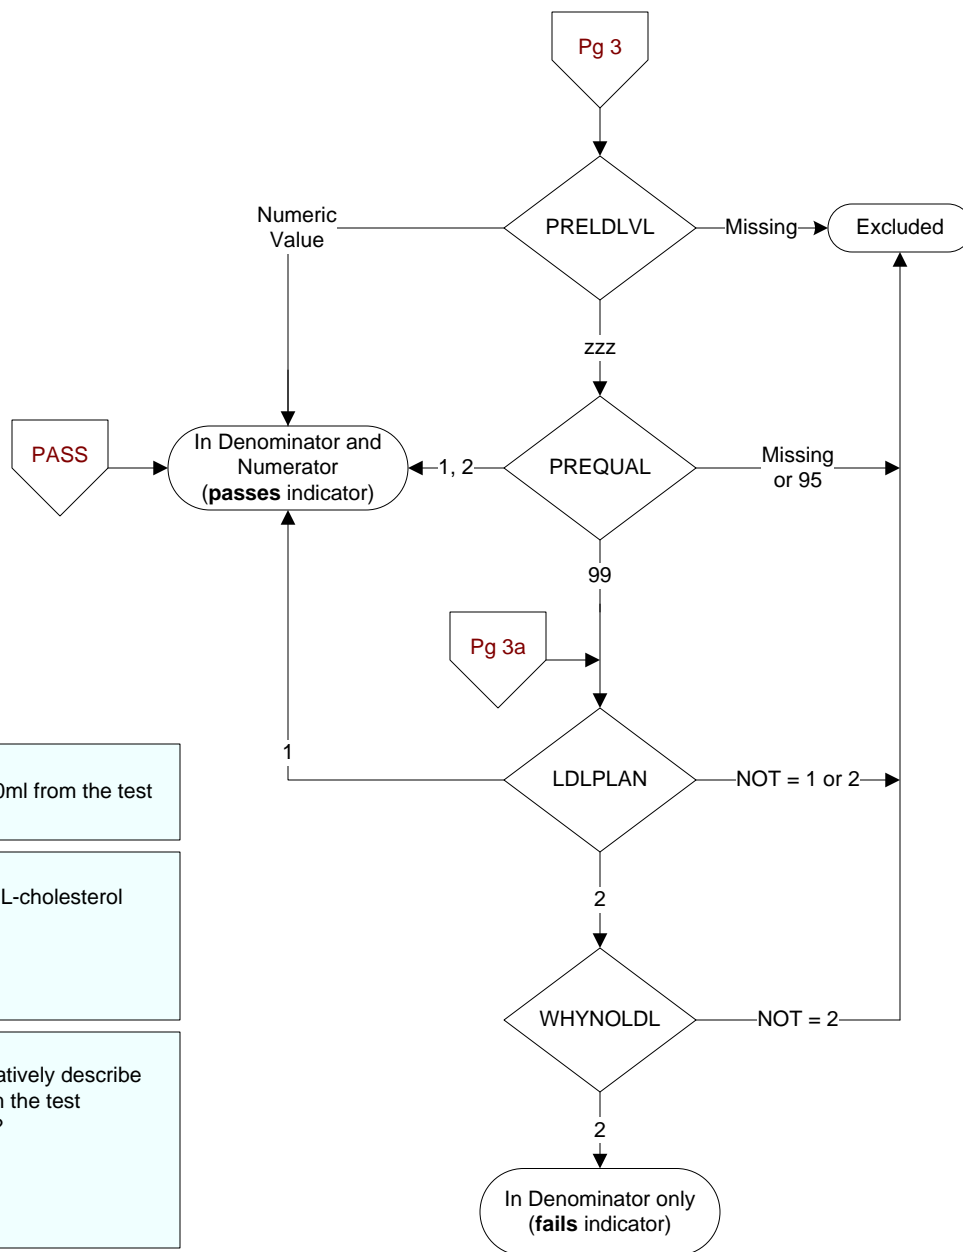 Pg 3
Numeric
Value
PRELDLVL
Missing
Excluded
zzz
PASS
In Denominator and
Numerator
(passes indicator)
1, 2
PREQUAL
Missing
or 95
99
Pg 3a
1
LDLPLAN
NOT = 1 or 2
0ml from the test
2
L-cholesterol
WHYNOLDL
NOT = 2
atively describe
the test
2
In Denominator only
(fails indicator)